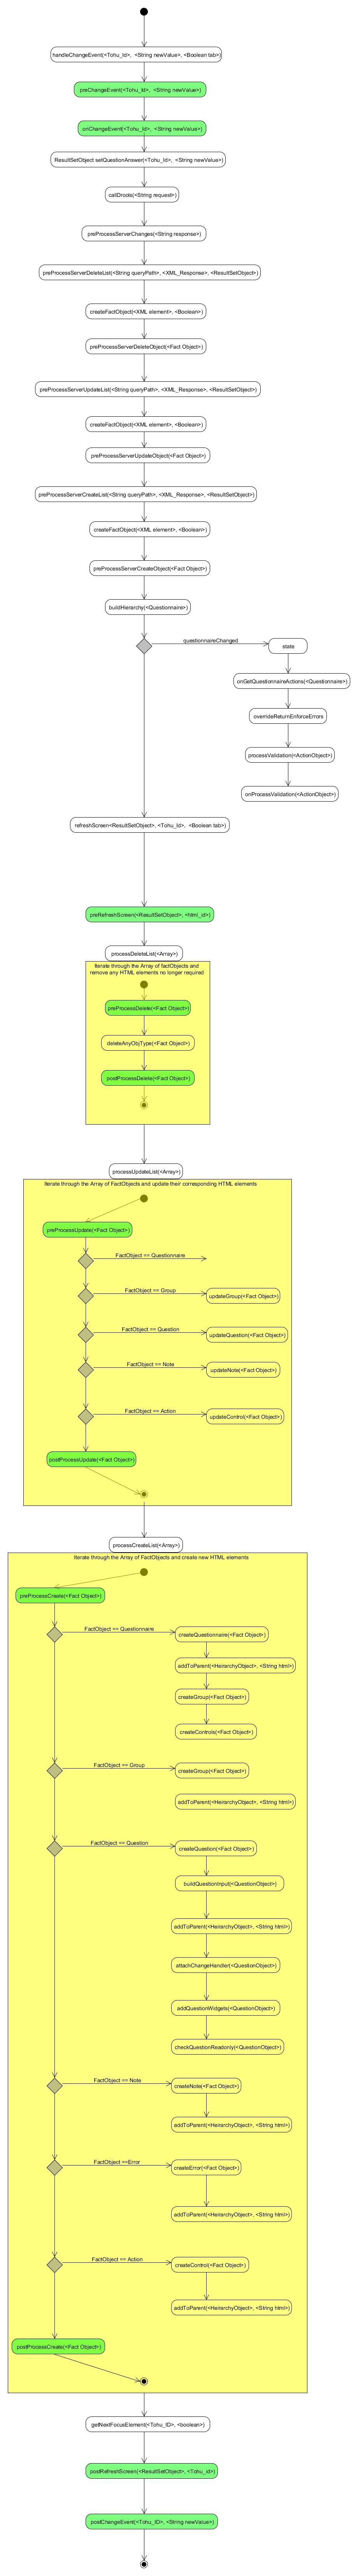 handleChangeEvent(<Tohu_Id>, <String newValue>, <Boolean tab>)
preChangeEvent(<Tohu_Id>, <String newValue>)
onChangeEvent(<Tohu_Id>, <String newValue>)
ResultSetObject setQuestionAnswer(<Tohu_Id>, <String newValue>)
callDrools(<String request>)
preProcessServerChanges(<String response>)
preProcessServerDeleteList(<String queryPath>, <XML_Response>, <ResultSetObject>)
createFactObject(<XML element>, <Boolean>)
preProcessServerDeleteObject(<Fact Object>)
preProcessServerUpdateList(<String queryPath>, <XML_Response>, <ResultSetObject>)
createFactObject(<XML element>, <Boolean>)
preProcessServerUpdateObject(<Fact Object>)
preProcessServerCreateList(<String queryPath>, <XML_Response>, <ResultSetObject>)
createFactObject(<XML element>, <Boolean>)
preProcessServerCreateObject(<Fact Object>)
buildHierarchy(<Questionnaire>)
questionnaireChanged
state
onGetQuestionnaireActions(<Questionnaire>)
overrideReturnEnforceErrors
processValidation(<ActionObject>)
onProcessValidation(<ActionObject>)
refreshScreen<ResultSetObject>, <Tohu_Id>, <Boolean tab>)
preRefreshScreen(<ResultSetObject>, <html_id>)
processDeleteList(<Array>)
Iterate through the Array of factObjects and
remove any HTML elements no longer required
preProcessDelete(<Fact Object>)
deleteAnyObjType(<Fact Object>)
postProcessDelete(<Fact Object>)
processUpdateList(<Array>)
Iterate through the Array of FactObjects and update their corresponding HTML elements
preProcessUpdate(<Fact Object>)
FactObject == Questionnaire
FactObject == Group
updateGroup(<Fact Object>)
FactObject == Question
updateQuestion(<Fact Object>)
FactObject == Note
updateNote(<Fact Object>)
FactObject == Action
updateControl(<Fact Object>)
postProcessUpdate(<Fact Object>)
processCreateList(<Array>)
Iterate through the Array of FactObjects and create new HTML elements
preProcessCreate(<Fact Object>)
FactObject == Questionnaire
createQuestionnaire(<Fact Object>)
addToParent(<HeirarchyObject>, <String html>)
createGroup(<Fact Object>)
createControls(<Fact Object>)
FactObject == Group
createGroup(<Fact Object>)
addToParent(<HeirarchyObject>, <String html>)
FactObject == Question
createQuestion(<Fact Object>)
buildQuestionInput(<QuestionObject>)
addToParent(<HeirarchyObject>, <String html>)
attachChangeHandler(<QuestionObject>)
addQuestionWidgets(<QuestionObject>)
checkQuestionReadonly(<QuestionObject>)
FactObject == Note
createNote(<Fact Object>)
addToParent(<HeirarchyObject>, <String html>)
FactObject ==Error
createError(<Fact Object>)
addToParent(<HeirarchyObject>, <String html>)
FactObject == Action
createControl(<Fact Object>)
addToParent(<HeirarchyObject>, <String html>)
postProcessCreate(<Fact Object>)
getNextFocusElement(<Tohu_ID>, <boolean>)
postRefreshScreen(<ResultSetObject>, <Tohu_id>)
postChangeEvent(<Tohu_ID>, <String newValue>)